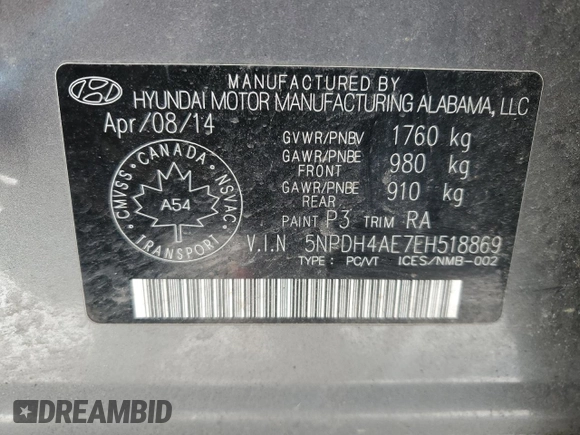 MANUFACTURED BY
HYUNDAI MOTOR MANUFACTURING ALABAMA, LLC
Apr/08/14
GVWR/PNBV 1760 kg
GAWR/PNBE FRONT 980 kg
GAWR/PNBE REAR 910 kg
PAINT P3 TRIM RA
V.I.N 5NPDH4AE7EH518869
TYPE : PC/VT ICES/NMB-002
CMVSS • CANADA • NSVAC
A54
TRANSPORT
DREAMBID